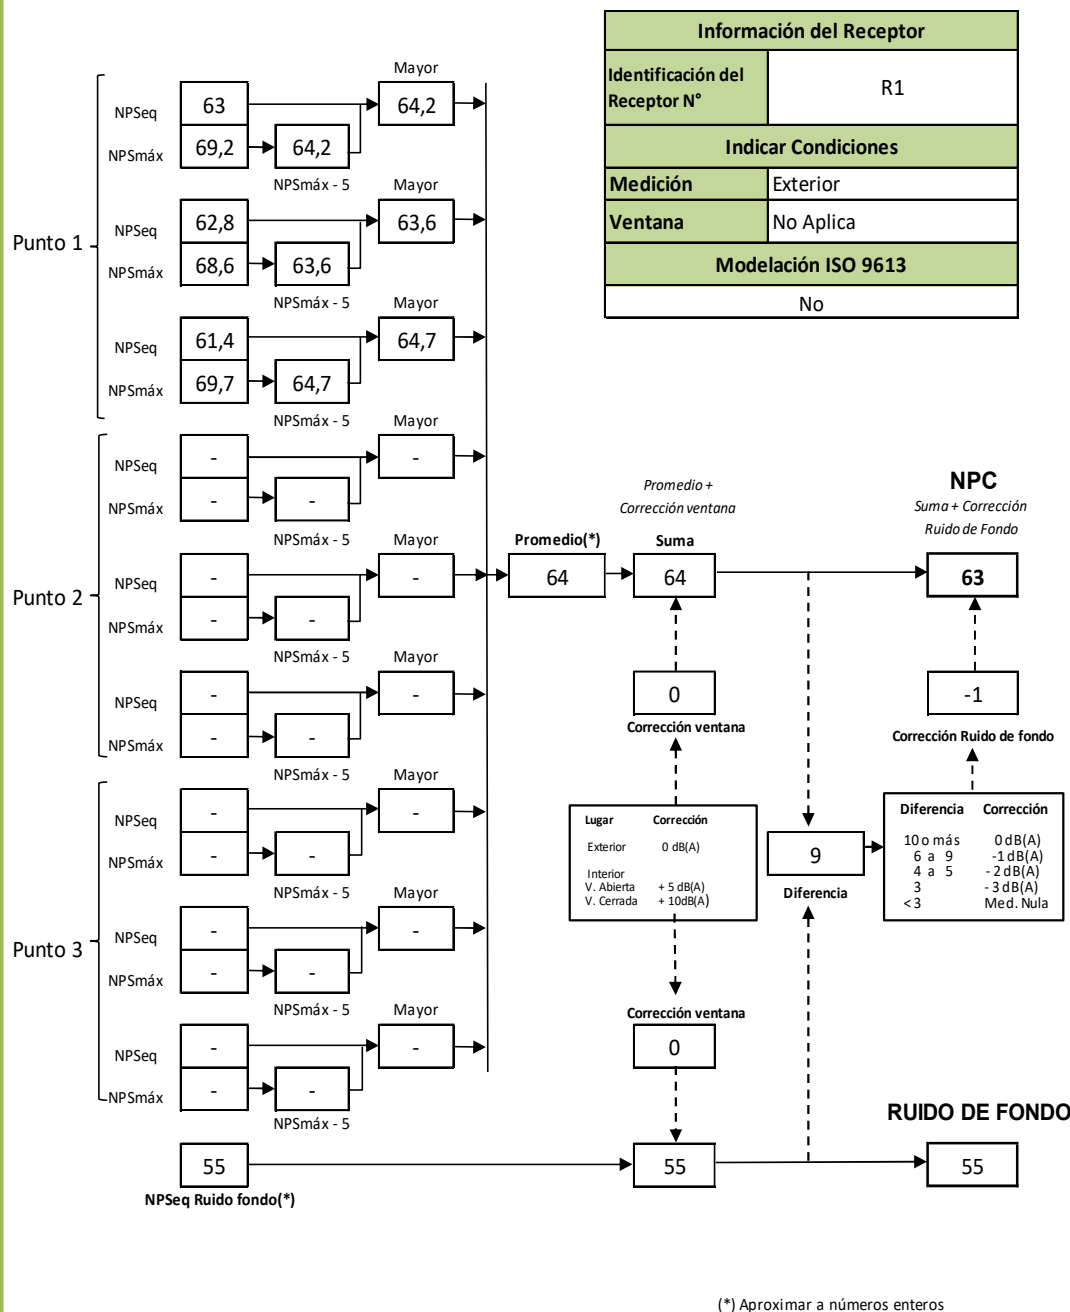 Información del Receptor
Identificación del
Receptor N°
R1
Indicar Condiciones
Medición
Exterior
Ventana
No Aplica
Modelación ISO 9613
No
Punto 1
Mayor
NPSeq
63
64,2
NPSmáx
69,2
64,2
NPSmáx - 5
Mayor
NPSeq
62,8
63,6
NPSmáx
68,6
63,6
NPSmáx - 5
Mayor
NPSeq
61,4
64,7
NPSmáx
69,7
64,7
NPSmáx - 5
Punto 2
Mayor
NPSeq
-
-
NPSmáx
-
-
NPSmáx - 5
Mayor
NPSeq
-
-
NPSmáx
-
-
NPSmáx - 5
Mayor
NPSeq
-
-
NPSmáx
-
-
NPSmáx - 5
Punto 3
Mayor
NPSeq
-
-
NPSmáx
-
-
NPSmáx - 5
Mayor
NPSeq
-
-
NPSmáx
-
-
NPSmáx - 5
Mayor
NPSeq
-
-
NPSmáx
-
-
NPSmáx - 5
Promedio(*)
64
Promedio +
Corrección ventana
Suma
64
0
Corrección ventana
Lugar Corrección
Exterior 0 dB(A)
Interior
V. Abierta + 5 dB(A)
V. Cerrada + 10dB(A)
Corrección ventana
0
NPC
Suma + Corrección
Ruido de Fondo
63
-1
Corrección Ruido de fondo
9
Diferencia
Diferencia Corrección
10 o más 0 dB(A)
6 a 9 -1 dB(A)
4 a 5 - 2 dB(A)
3 - 3 dB(A)
< 3 Med. Nula
RUIDO DE FONDO
55
55
55
NPSeq Ruido fondo(*)
(*) Aproximar a números enteros